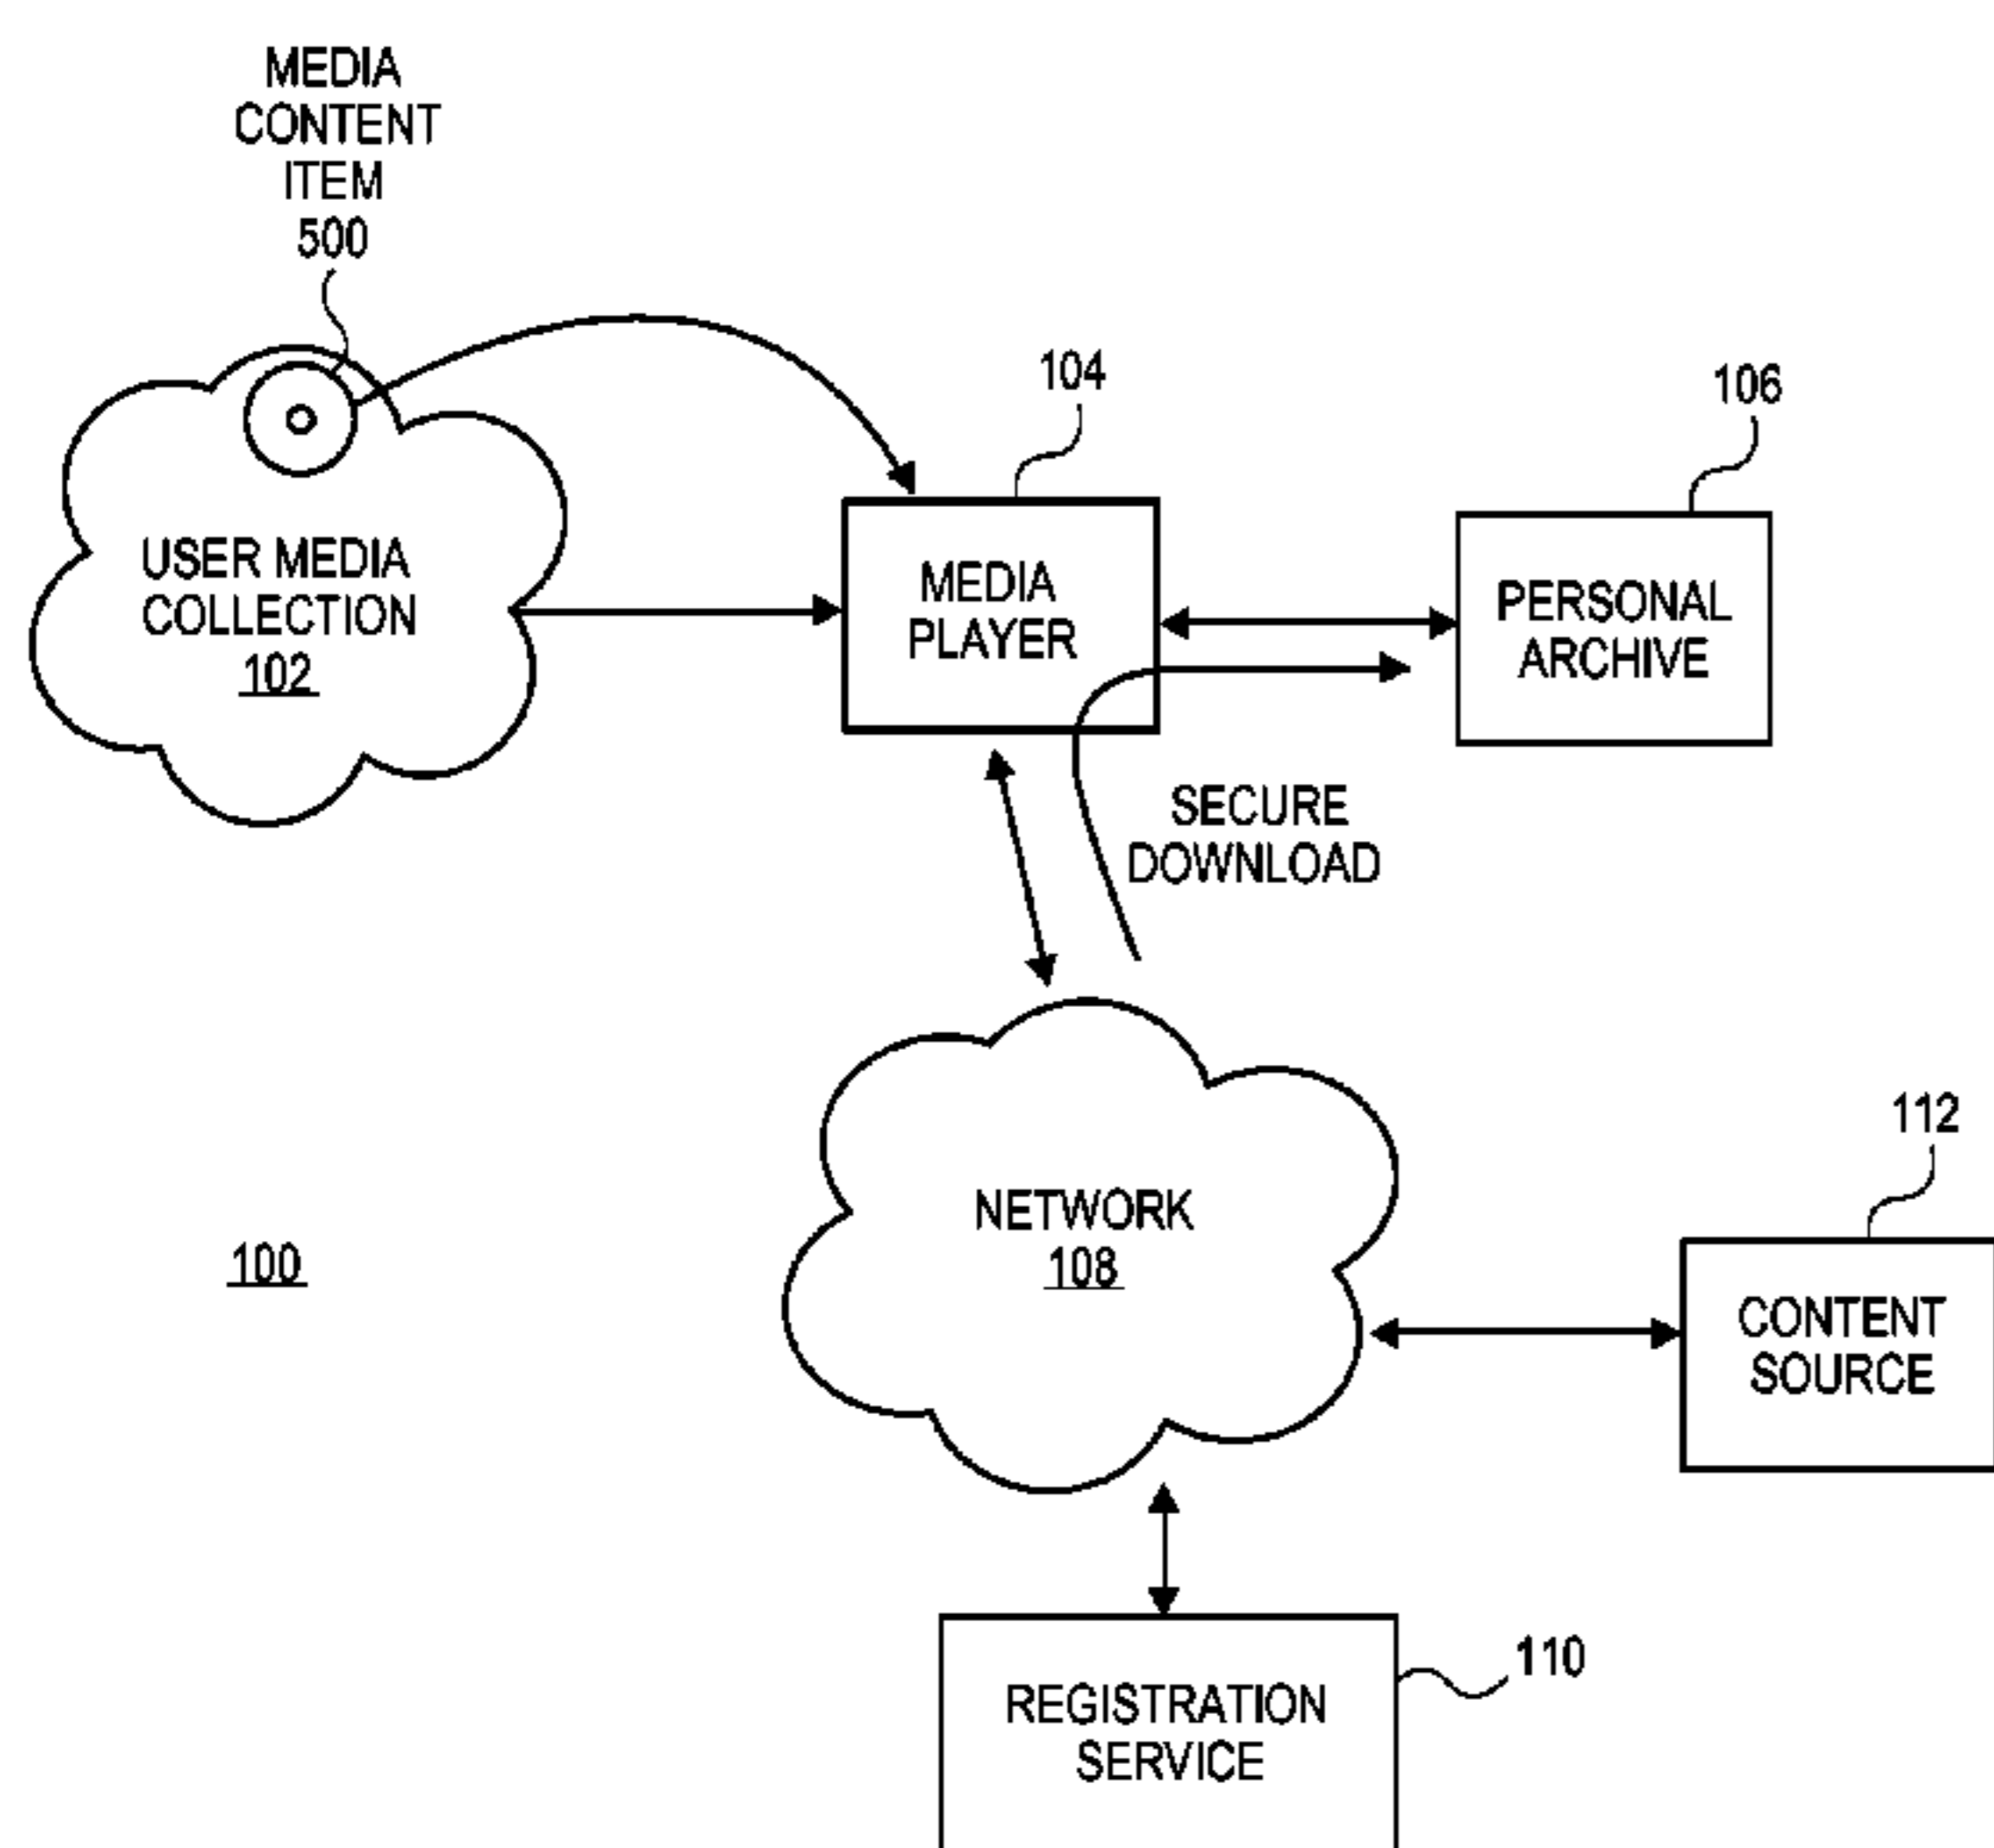 MEDIA
CONTENT
ITEM
500
104
106
USER MEDIA
COLLECTION
102
MEDIA
PLAYER
PERSONAL
ARCHIVE
SECURE
DOWNLOAD
112
NETWORK
108
100
CONTENT
SOURCE
110
REGISTRATION
SERVICE